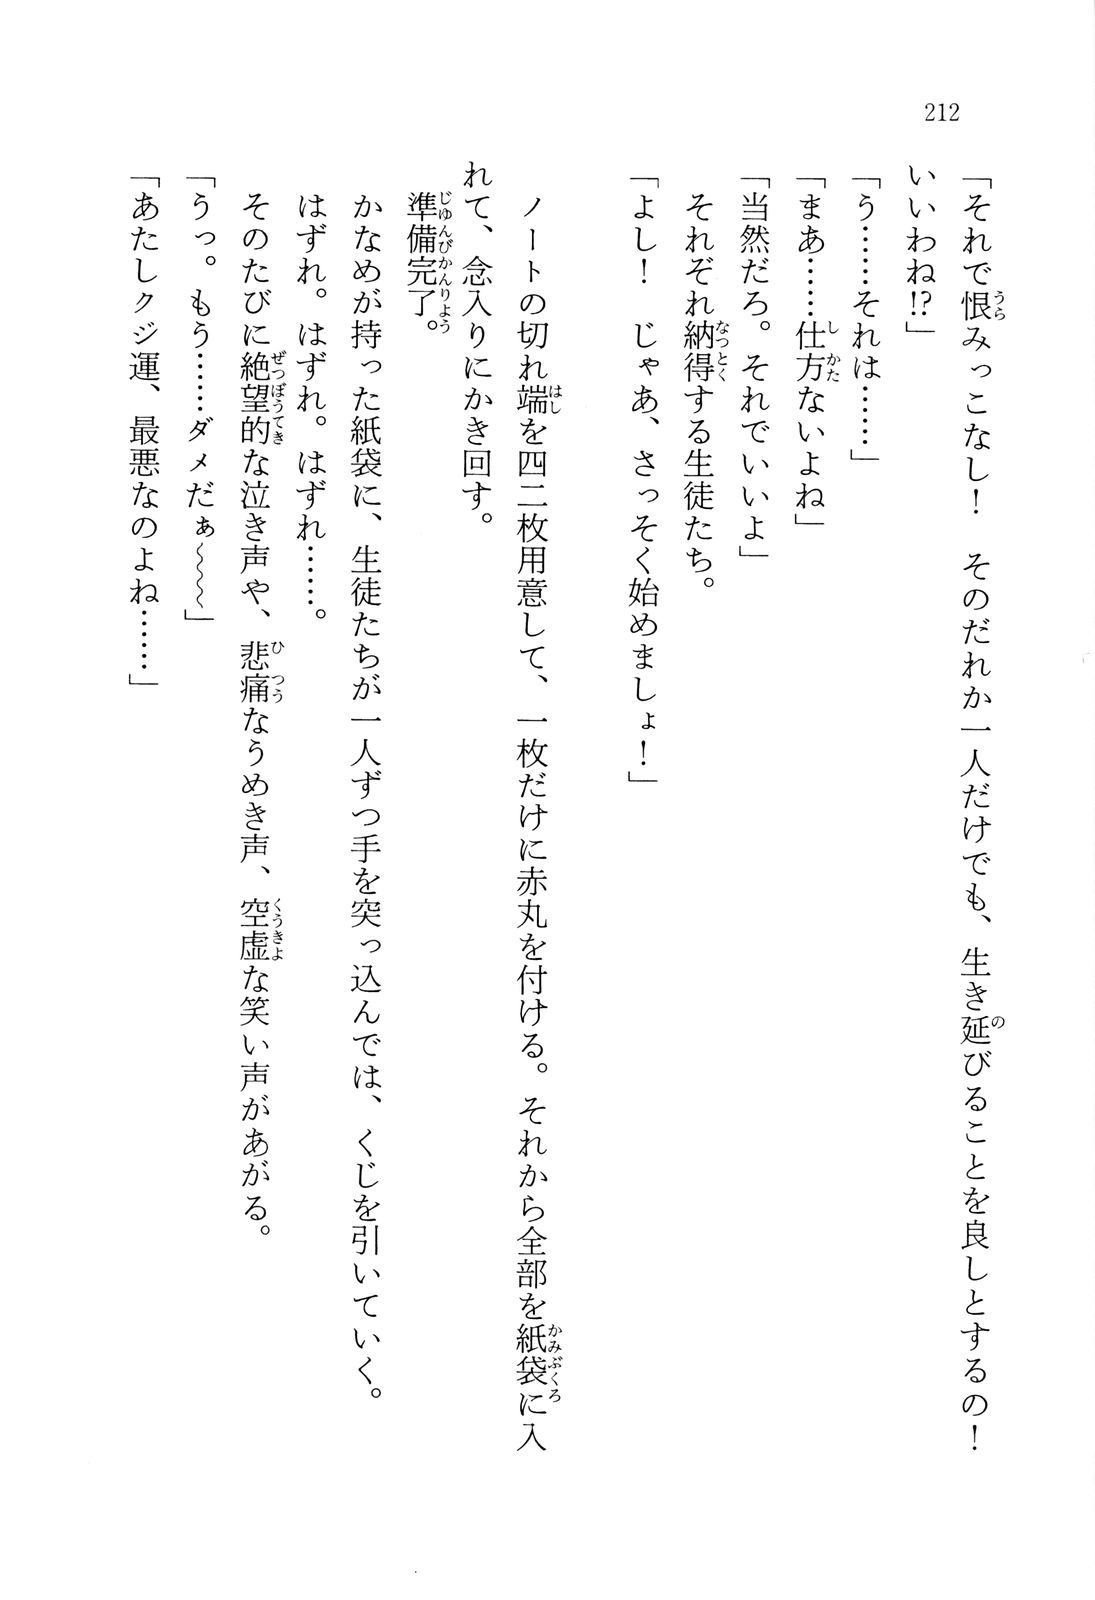 212
「それで恨みっこなし！　そのだれか一人だけでも、生き延びることを良しとするの！
いいわね!?」
「う……それは……」
「まあ……仕方ないよね」
「当然だろ。それでいいよ」
　それぞれ納得する生徒たち。
「よし！　じゃあ、さっそく始めましょ！」
　ノートの切れ端を四二枚用意して、一枚だけに赤丸を付ける。それから全部を紙袋に入
れて、念入りにかき回す。
　準備完了。
　かなめが持った紙袋に、生徒たちが一人ずつ手を突っ込んでは、くじを引いていく。
　はずれ。はずれ。はずれ……。
　そのたびに絶望的な泣き声や、悲痛なうめき声、空虚な笑い声があがる。
「うっ。もう……ダメだぁ〜〜〜」
「あたしクジ運、最悪なのよね……」